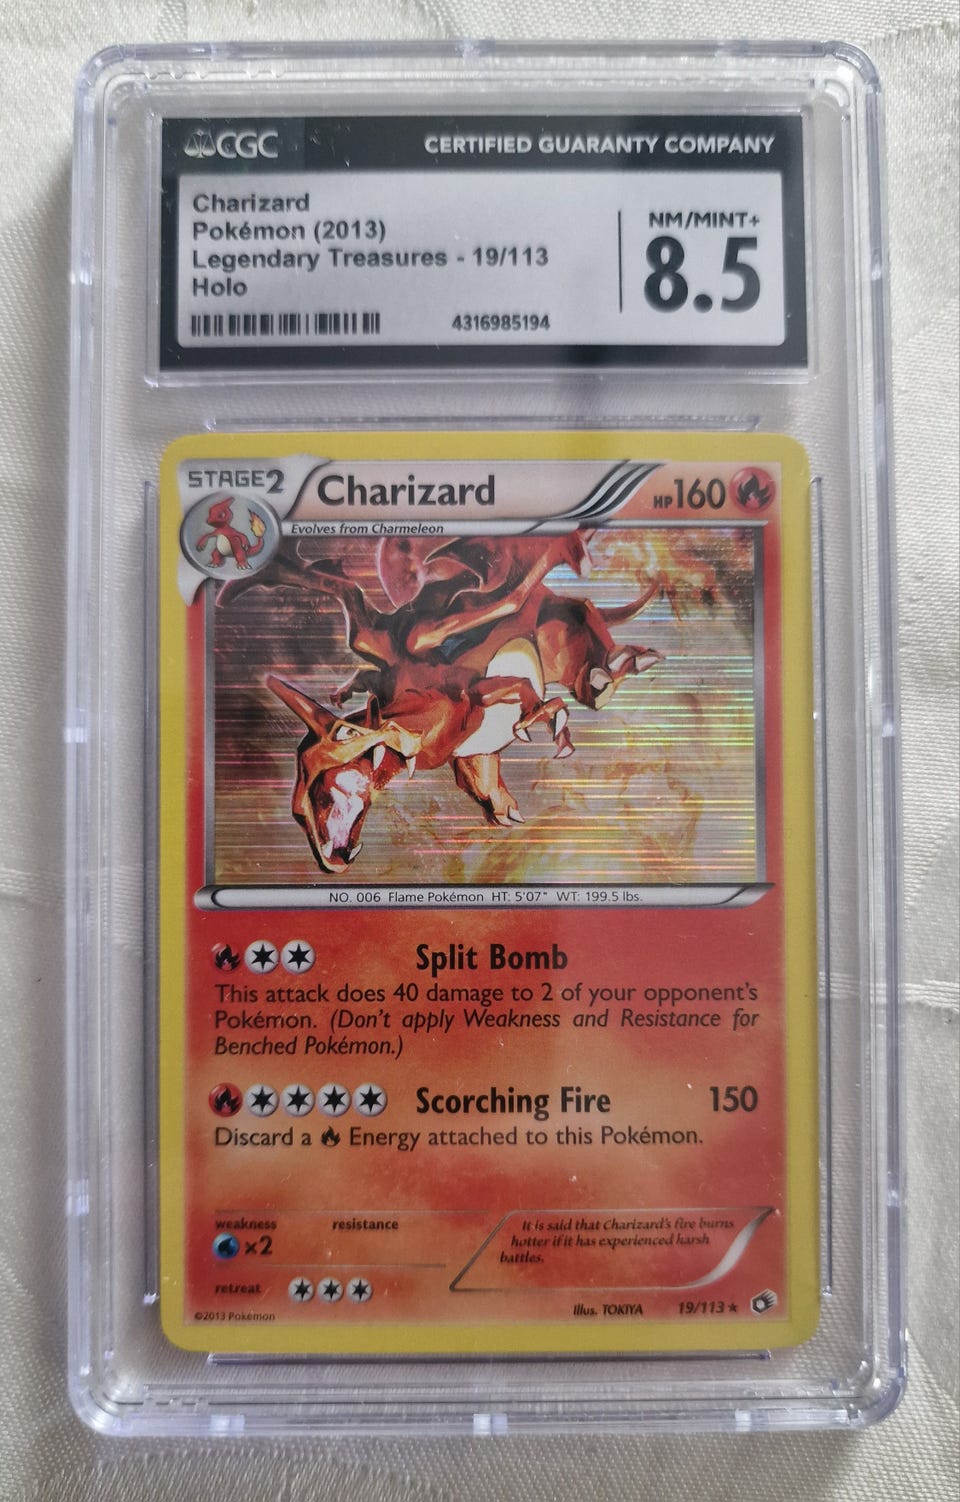 CGC CERTIFIED GUARANTY COMPANY
Charizard
Pokémon (2013)
Legendary Treasures - 19/113
Holo
NM/MINT+
8.5
4316985194
STAGE2 Charizard HP160
Evolves from Charmeleon
NO. 006 Flame Pokémon HT: 5'07" WT: 199.5 lbs.
Split Bomb
This attack does 40 damage to 2 of your opponent's
Pokémon. (Don't apply Weakness and Resistance for
Benched Pokémon.)
Scorching Fire 150
Discard a Energy attached to this Pokémon.
weakness resistance
×2
retreat
It is said that Charizard's fire burns
hotter if it has experienced harsh
battles.
©2013 Pokémon Illus. TOKIYA 19/113 ★